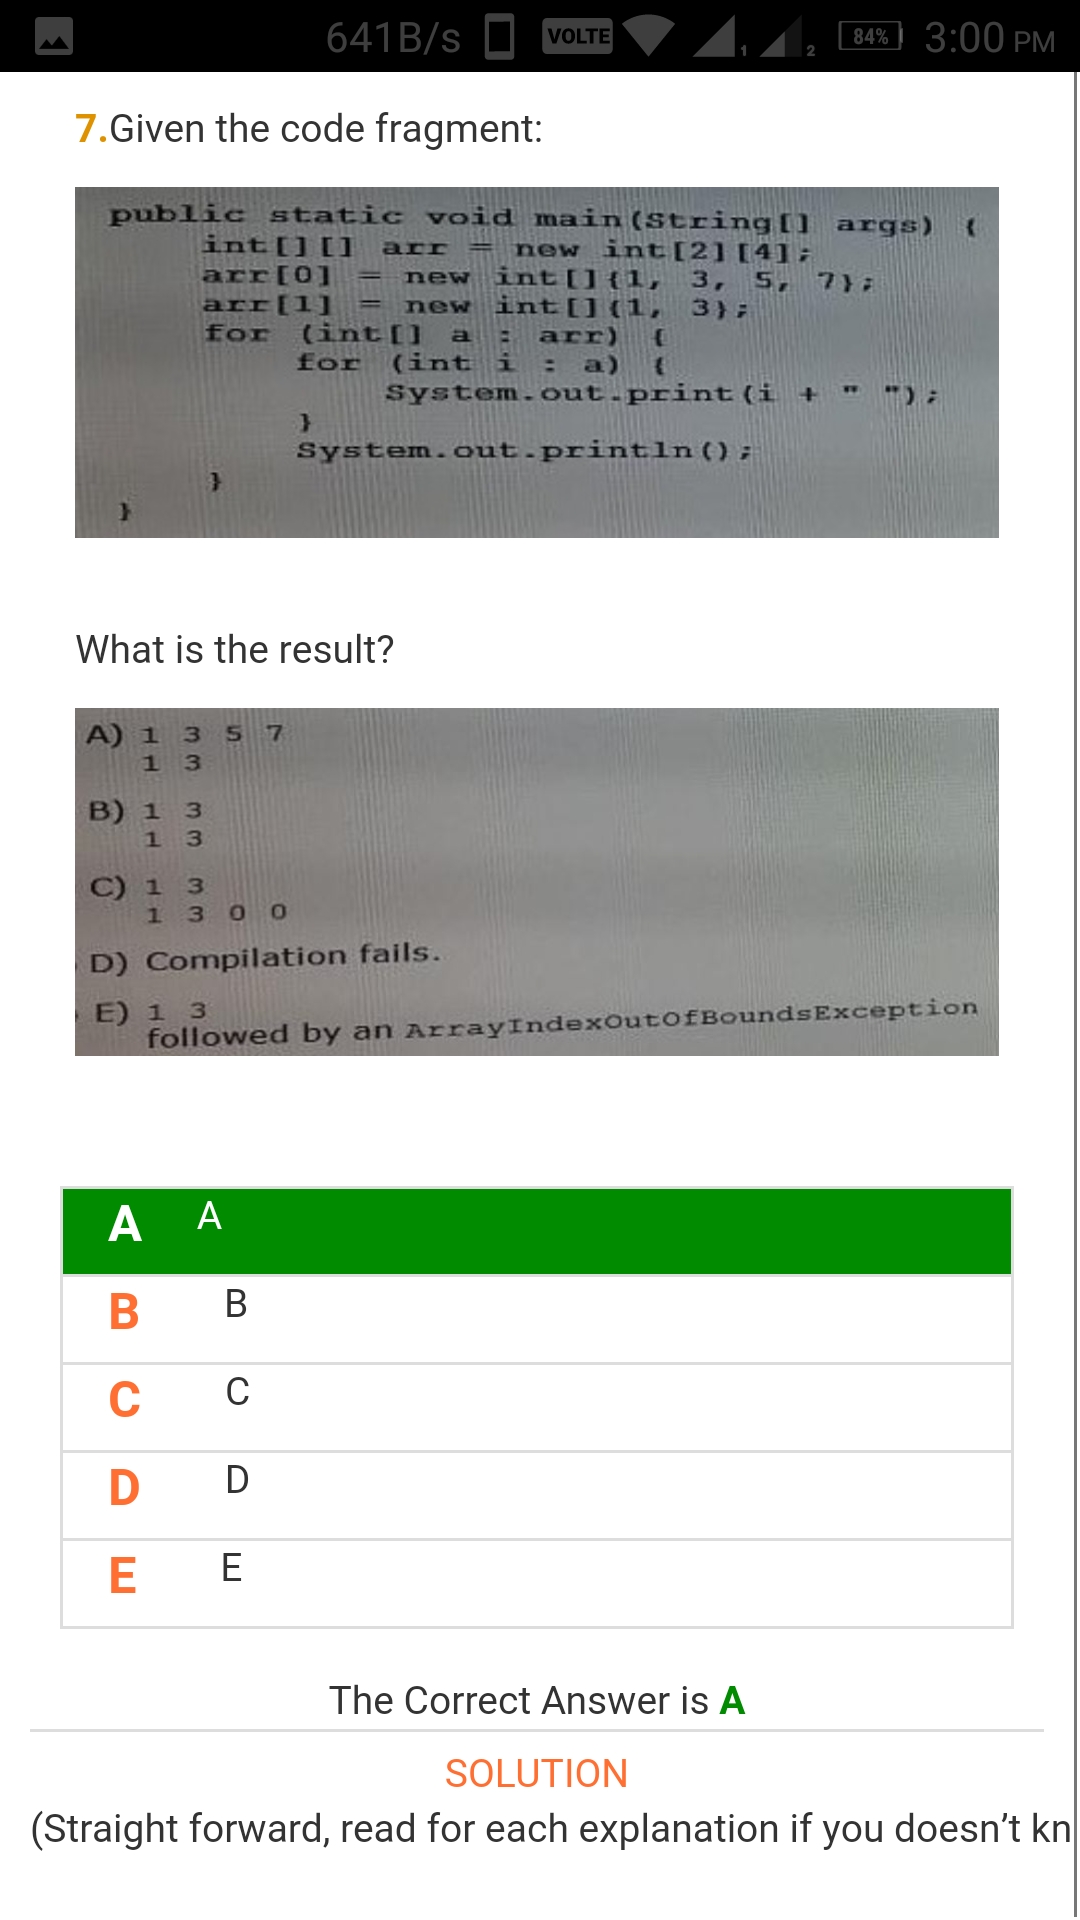 641B/s VOLTE 1 2 84% 3:00 PM
7.Given the code fragment:
public static void main(String[] args) {
int[][] arr = new int[2][4];
arr[0] = new int[]{1, 3, 5, 7};
arr[1] = new int[]{1, 3};
for (int[] a : arr) {
for (int i : a) {
System.out.print(i + " ");
}
System.out.println();
}
}
What is the result?
A) 1 3 5 7
1 3
B) 1 3
1 3
C) 1 3
1 3 0 0
D) Compilation fails.
E) 1 3
followed by an ArrayIndexOutOfBoundsException
A A
B B
C C
D D
E E
The Correct Answer is A
SOLUTION
(Straight forward, read for each explanation if you doesn’t kn